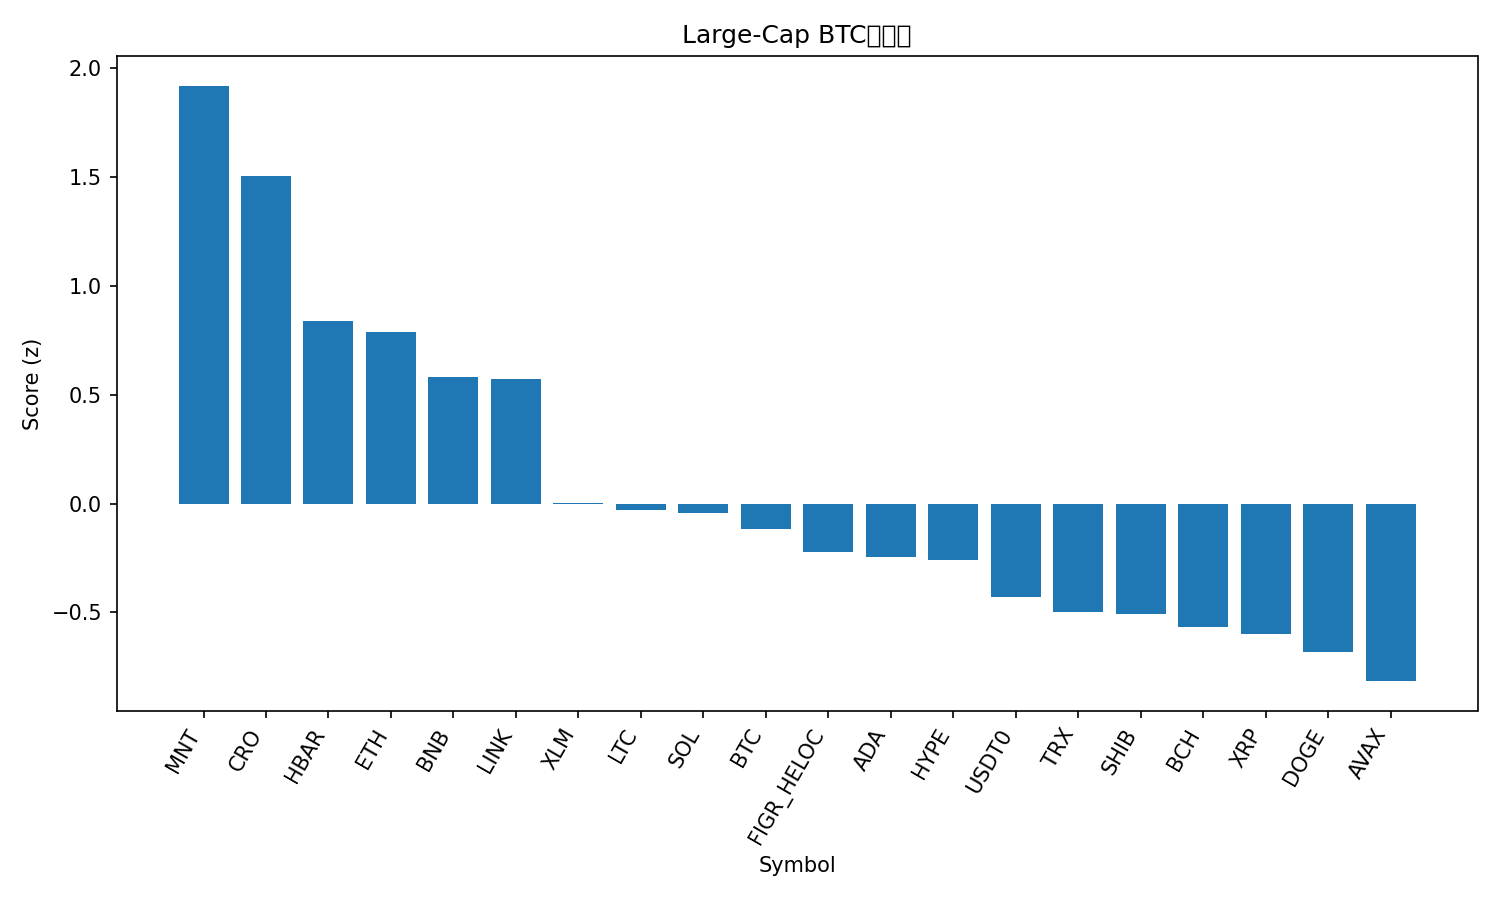 Large-Cap BTC
2.0
1.5
1.0
0.5
0.0
−0.5
Score (z)
MNT
CRO
HBAR
ETH
BNB
LINK
XLM
LTC
SOL
BTC
FIGR_HELOC
ADA
HYPE
USDT0
TRX
SHIB
BCH
XRP
DOGE
AVAX
Symbol